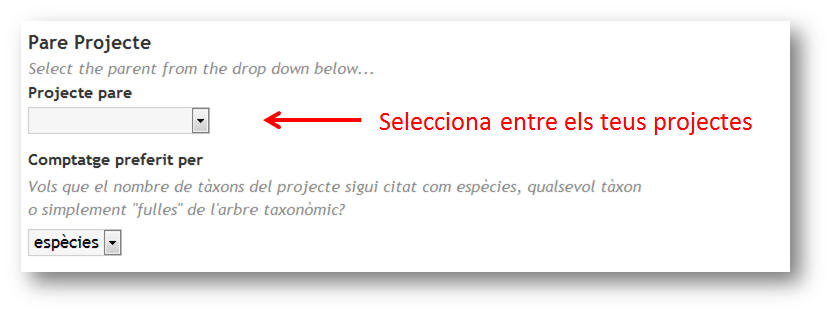 Pare Projecte
Select the parent from the drop down below...
Projecte pare
Selecciona entre els teus projectes
Comptatge preferit per
Vols que el nombre de tàxons del projecte sigui citat com espècies, qualsevol tàxon
o simplement "fulles" de l'arbre taxonòmic?
espècies